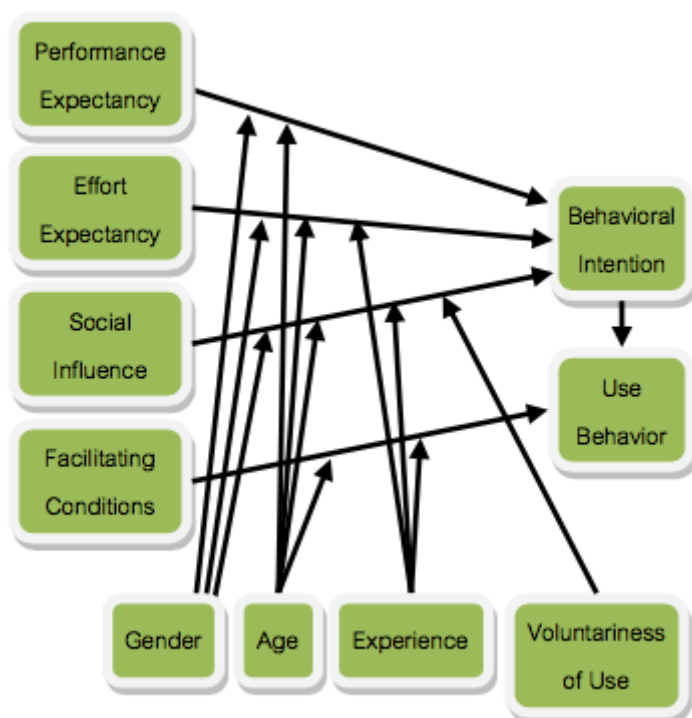 Performance
Expectancy
Effort
Expectancy
Behavioral
Intention
Social
Influence
Use
Behavior
Facilitating
Conditions
Gender
Age
Experience
Voluntariness
of Use